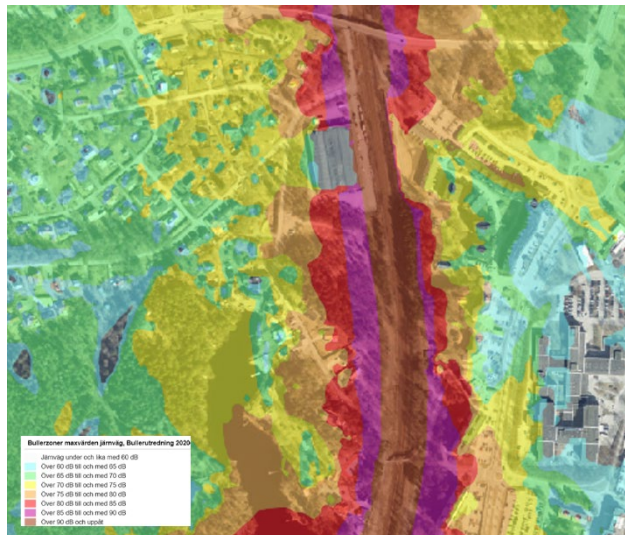 Bullerzoner maxvärden järnväg, Bullerutredning 2020
Järnväg under och lika med 60 dB
Över 60 dB till och med 65 dB
Över 65 dB till och med 70 dB
Över 70 dB till och med 75 dB
Över 75 dB till och med 80 dB
Över 80 dB till och med 85 dB
Över 85 dB till och med 90 dB
Över 90 dB och uppåt